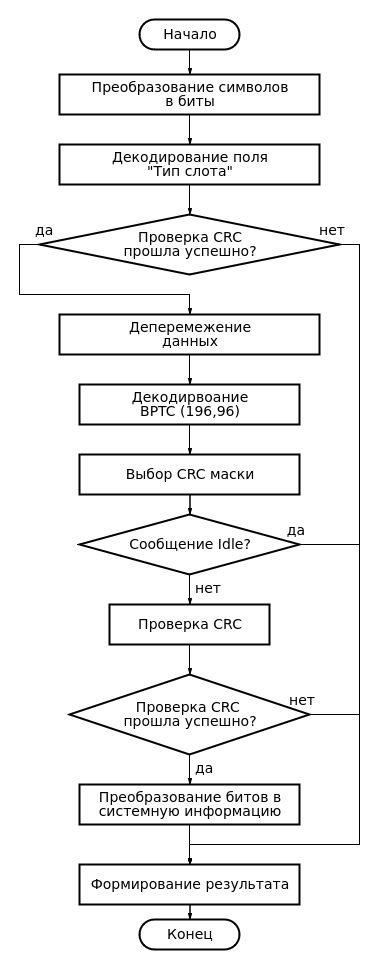 Начало
Преобразование символов
в биты
Декодирование поля
"Тип слота"
да
нет
Проверка CRC
прошла успешно?
Деперемежение
данных
Декодирвоание
BPTC (196,96)
Выбор CRC маски
да
Сообщение Idle?
нет
Проверка CRC
нет
Проверка CRC
прошла успешно?
да
Преобразование битов в
системную информацию
Формирование результата
Конец